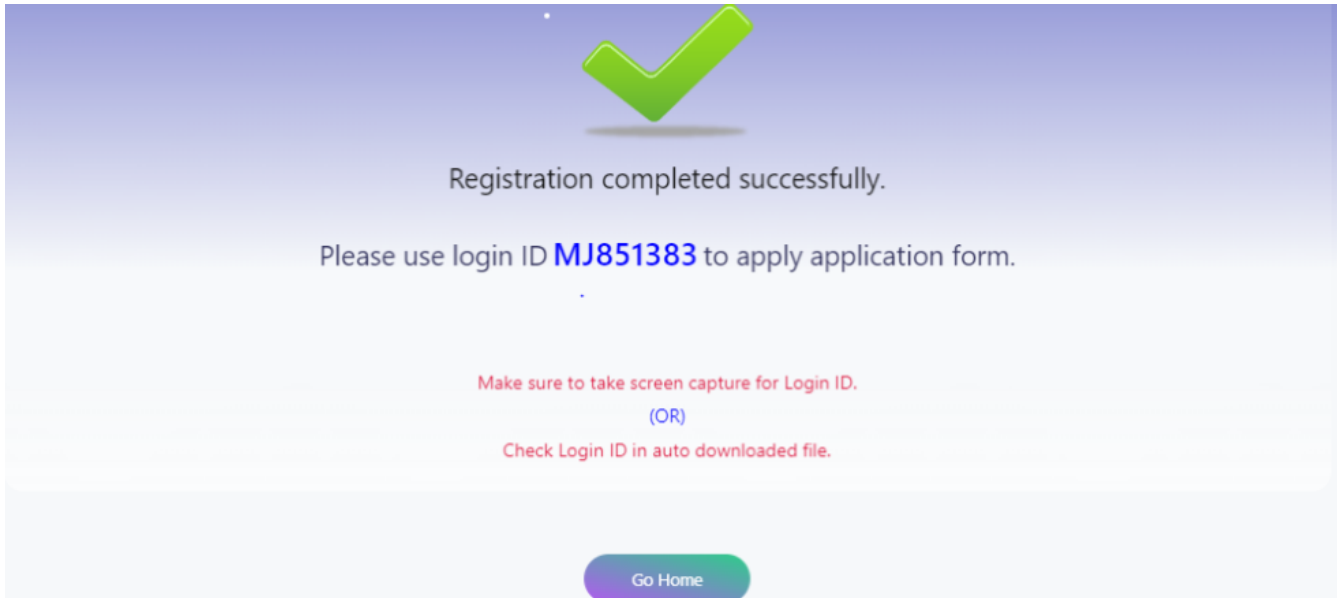 Registration completed successfully.
Please use login ID MJ851383 to apply application form.
Make sure to take screen capture for Login ID.
(OR)
Check Login ID in auto downloaded file.
Go Home